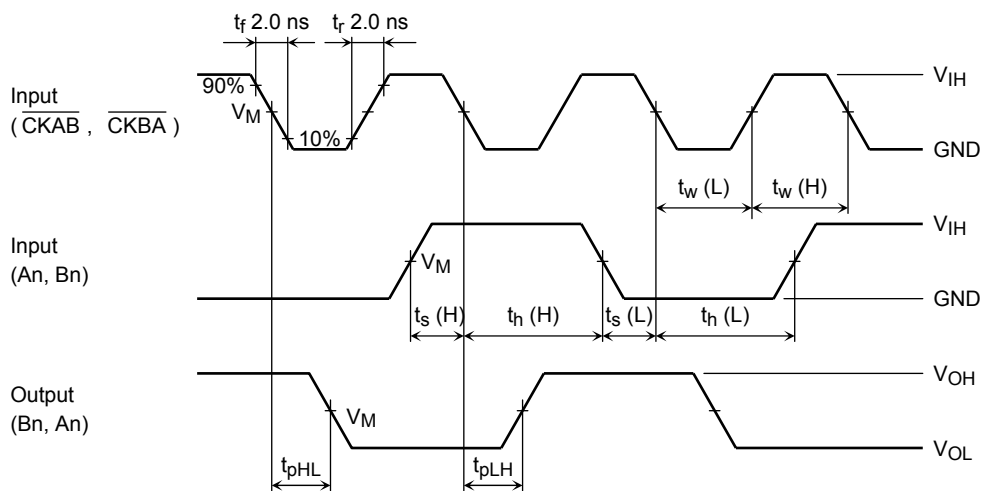 tf 2.0 ns tr 2.0 ns
90%
Input
(CKAB , CKBA )
VM
10%
VIH
GND
tw (L) tw (H)
Input
(An, Bn)
VM
VIH
GND
ts (H) th (H) ts (L) th (L)
Output
(Bn, An)
VM
VOH
VOL
tpHL tpLH